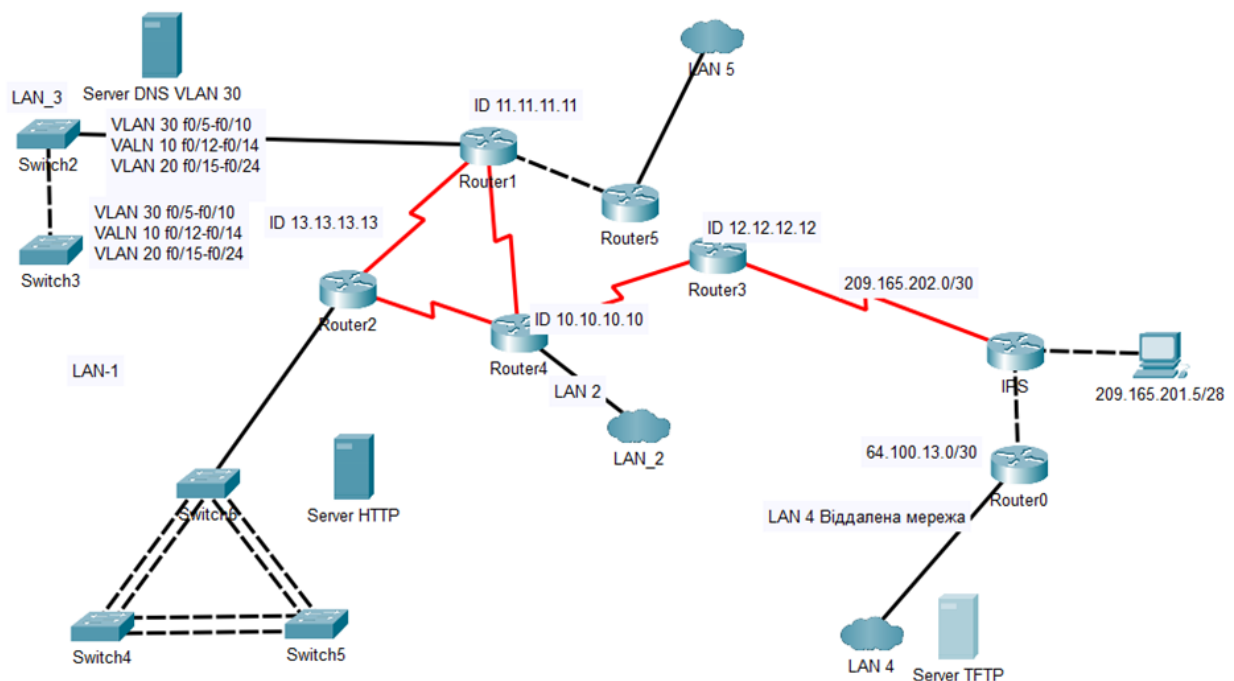 LAN 5
Server DNS VLAN 30
LAN_3
ID 11.11.11.11
VLAN 30 f0/5-f0/10
VALN 10 f0/12-f0/14
VLAN 20 f0/15-f0/24
Switch2
Router1
VLAN 30 f0/5-f0/10
VALN 10 f0/12-f0/14
VLAN 20 f0/15-f0/24
Switch3
ID 13.13.13.13
Router5
ID 12.12.12.12
Router3
209.165.202.0/30
Router2
ID 10.10.10.10
Router4
LAN-1
LAN 2
IPS
209.165.201.5/28
LAN_2
64.100.13.0/30
Router0
Switch6
Server HTTP
LAN 4 Віддалена мережа
Switch4
Switch5
LAN 4
Server TFTP